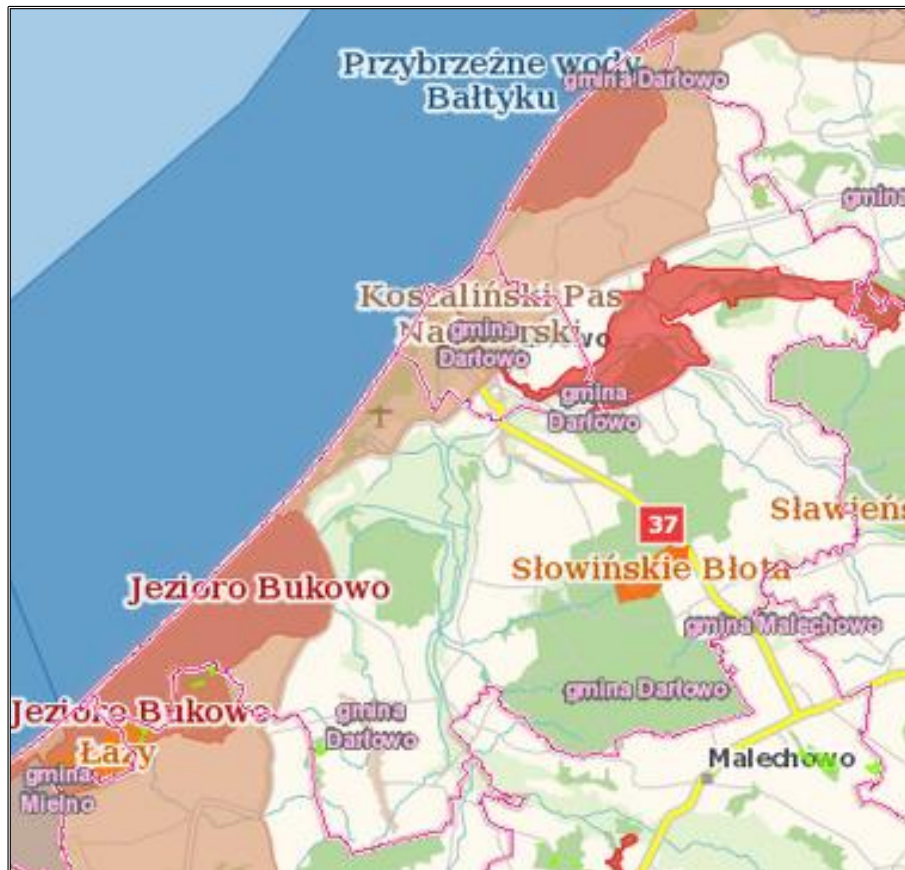 Przybrzeżne wody
Bałtyku
gmina Darłowo
gmina
Koszaliński Pas
Nadmorski
gmina
Darłowo
gmina
Darłowo
37
Sławieńs
Słowińskie Błota
Jezioro Bukowo
gmina Malechowo
gmina Darłowo
Jezioro Bukowo
gmina
Darłowo
Łazy
Malechowo
gmina
Mielno